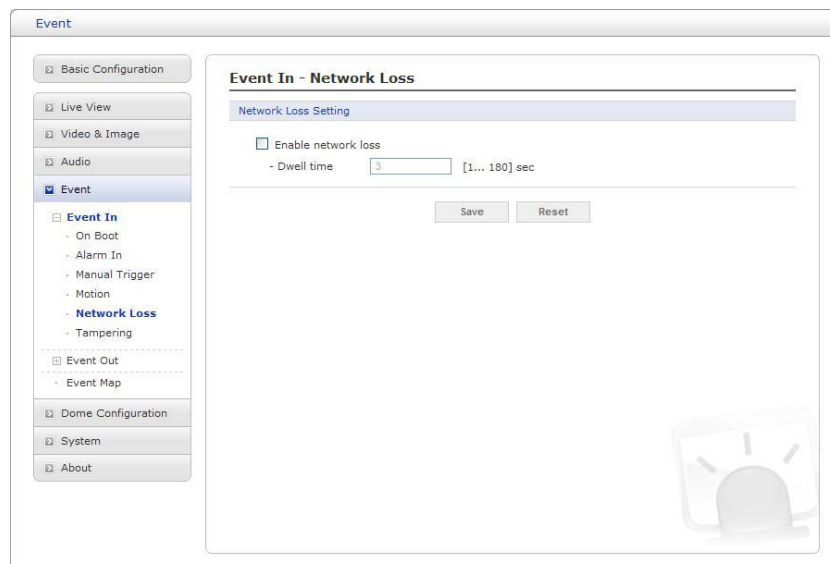 Event
Basic Configuration
Live View
Video & Image
Audio
Event
Event In
On Boot
Alarm In
Manual Trigger
Motion
Network Loss
Tampering
Event Out
Event Map
Dome Configuration
System
About
Event In - Network Loss
Network Loss Setting
Enable network loss
- Dwell time 3 [1... 180] sec
Save Reset